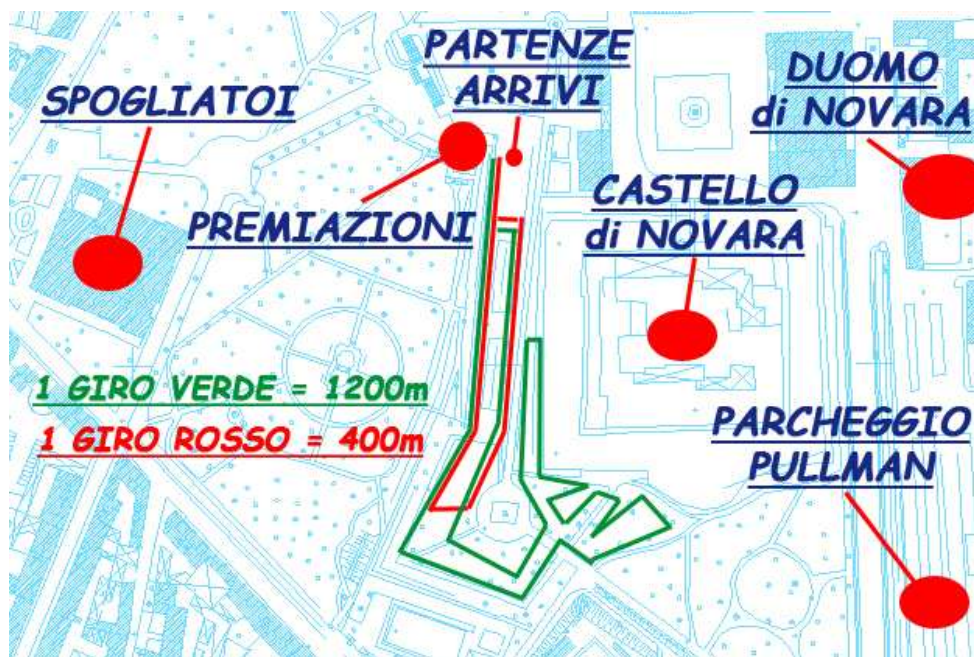 PARTENZE
ARRIVI
DUOMO
di NOVARA
SPOGLIATOI
CASTELLO
di NOVARA
PREMIAZIONI
1 GIRO VERDE = 1200m
1 GIRO ROSSO = 400m
PARCHEGGIO
PULLMAN